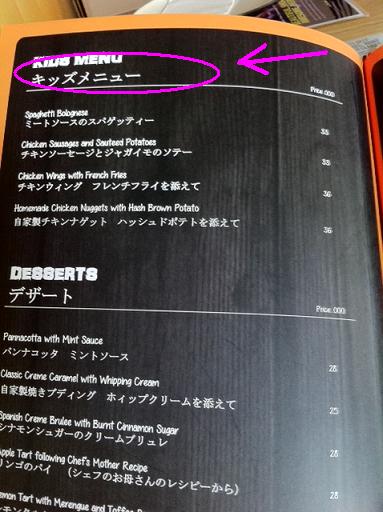 KIDS MENU
キッズメニュー
Price .000
Spaghetti Bolognese
ミートソースのスパゲッティー
35
Chicken Sausages and Sauteed Potatoes
チキンソーセージとジャガイモのソテー
35
Chicken Wings with French Fries
チキンウィング フレンチフライを添えて
36
Homemade Chicken Nuggets with Hash Brown Potato
自家製チキンナゲット ハッシュドポテトを添えて
36
DESSERTS
デザート
Price .000
Pannacotta with Mint Sauce
パンナコッタ ミントソース
28
Classic Creme Caramel with Whipping Cream
自家製焼きプディング ホィップクリームを添えて
25
Spanish Creme Brulee with Burnt Cinnamon Sugar
シナモンシュガーのクリームブリュレ
28
Apple Tart following Chef's Mother Recipe
リンゴのパイ (シェフのお母さんのレシピーから)
28
Lemon Tart with Merengue and Toffee